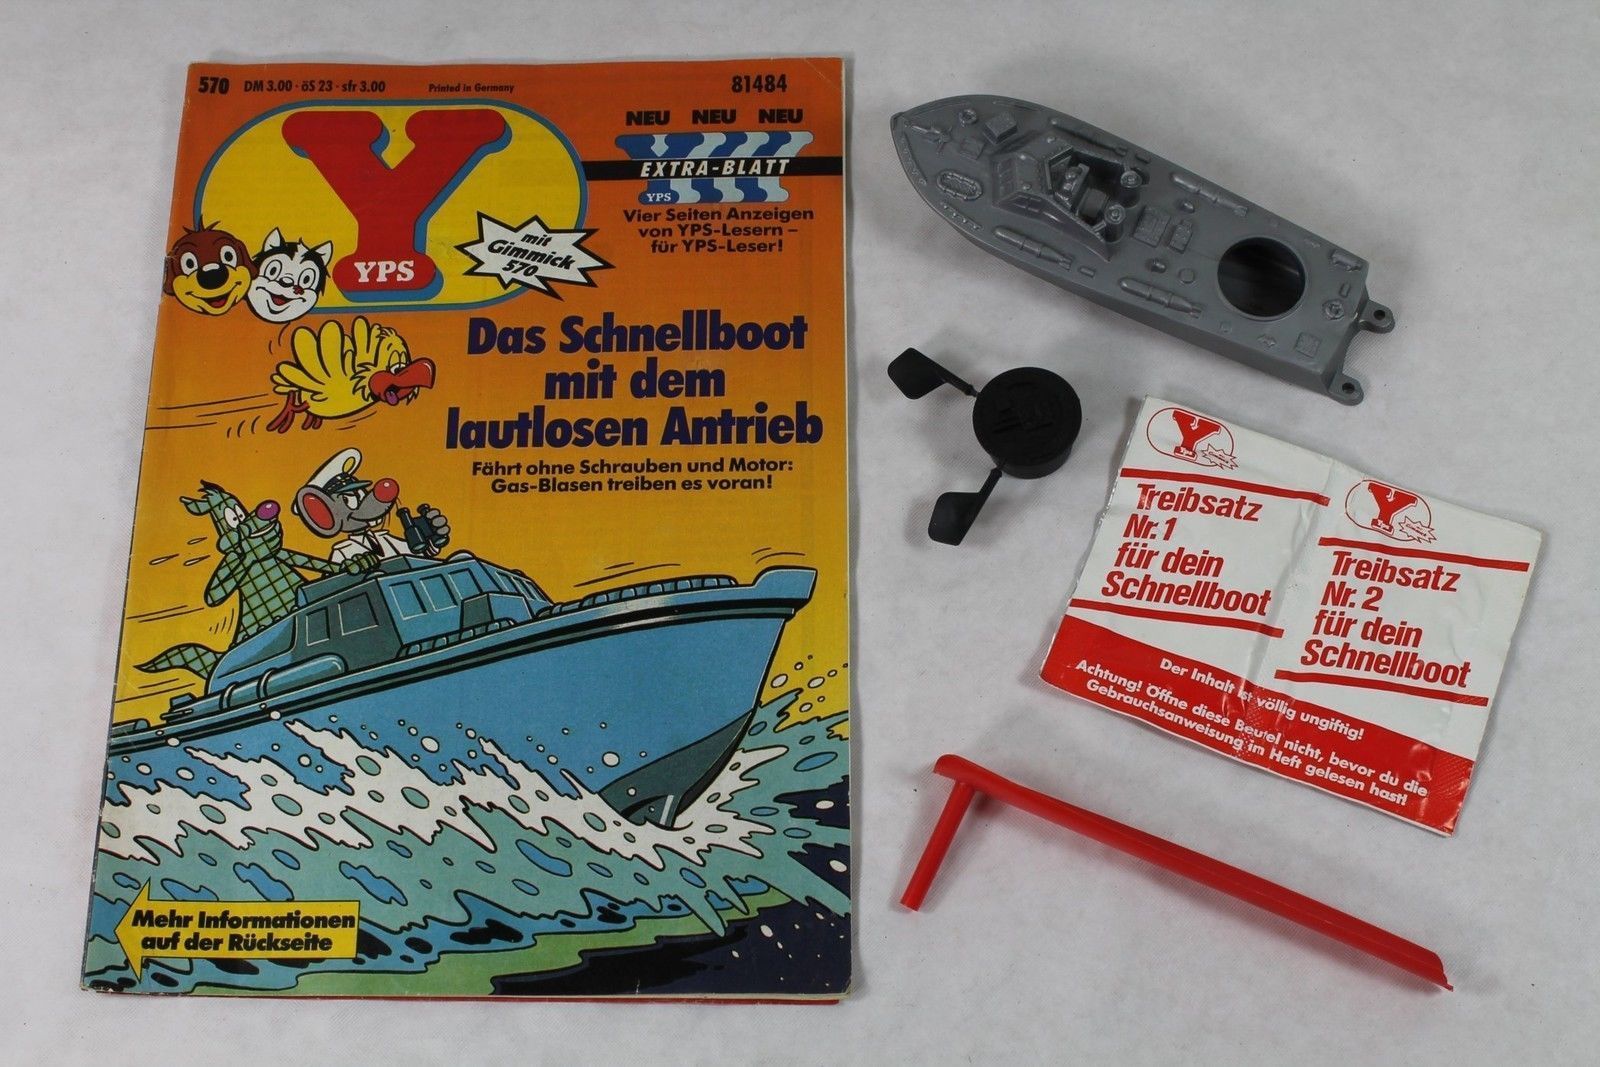 570 DM 3.00 · öS 23 · sfr 3.00 Printed in Germany 81484
Y
YPS
mit
Gimmick
570
NEU NEU NEU
EXTRA-BLATT
YPS
Vier Seiten Anzeigen
von YPS-Lesern –
für YPS-Leser!
Das Schnellboot
mit dem
lautlosen Antrieb
Fährt ohne Schrauben und Motor:
Gas-Blasen treiben es voran!
Mehr Informationen
auf der Rückseite
Y
Yps
Treibsatz
Nr. 1
für dein
Schnellboot
Y
Yps
Treibsatz
Nr. 2
für dein
Schnellboot
Der Inhalt ist völlig ungiftig!
Achtung! Öffne diese Beutel nicht, bevor du die
Gebrauchsanweisung im Heft gelesen hast!